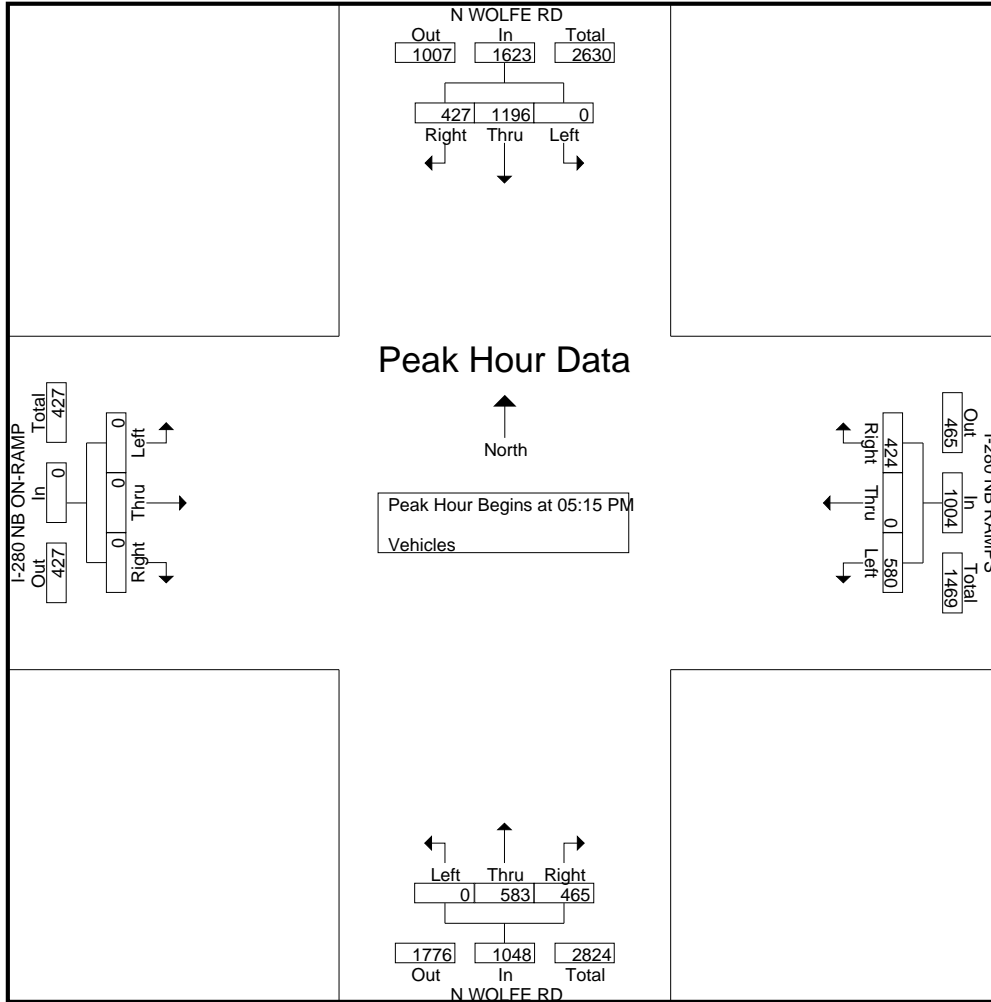 N WOLFE RD
Out In Total
1007 1623 2630
427 1196 0
Right Thru Left
Peak Hour Data
North
Peak Hour Begins at 05:15 PM
Vehicles
I-280 NB ON-RAMP
Total In Out
427 0 427
0 0 0
Left Thru Right
I-280 NB RAMPS
Out In Total
465 1004 1469
424 0 580
Right Thru Left
Left Thru Right
0 583 465
1776 1048 2824
Out In Total
N WOLFE RD